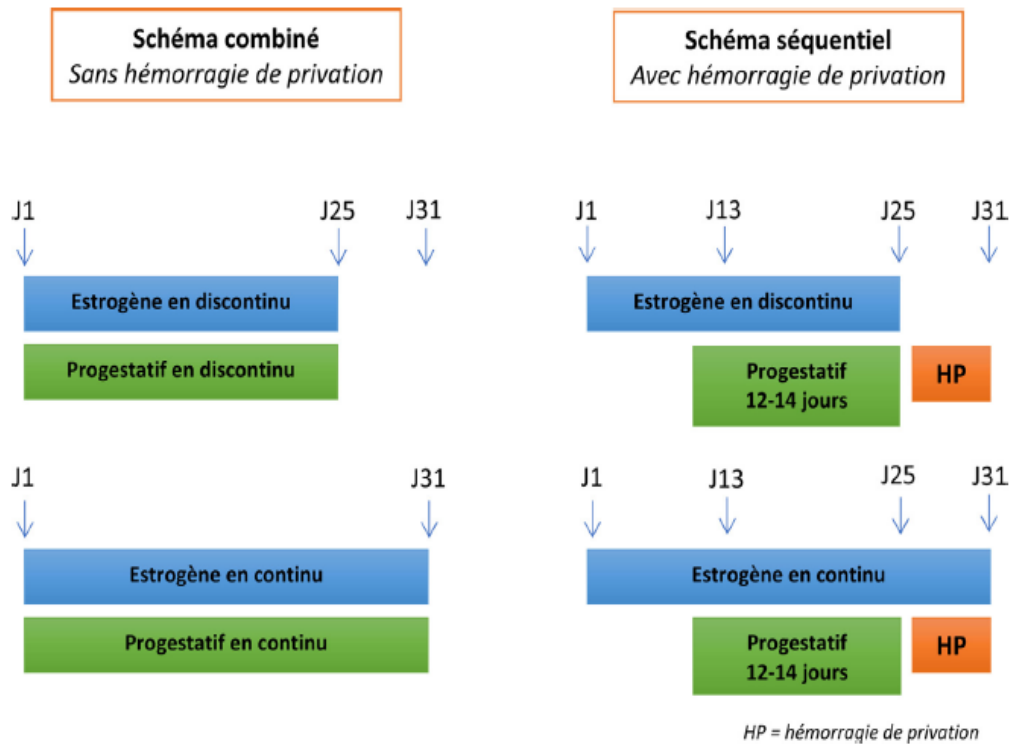 Schéma combiné
Sans hémorragie de privation
Schéma séquentiel
Avec hémorragie de privation
J1 J25 J31
Estrogène en discontinu
Progestatif en discontinu
J1 J13 J25 J31
Estrogène en discontinu
Progestatif
12-14 jours
HP
J1 J31
Estrogène en continu
Progestatif en continu
J1 J13 J25 J31
Estrogène en continu
Progestatif
12-14 jours
HP
HP = hémorragie de privation